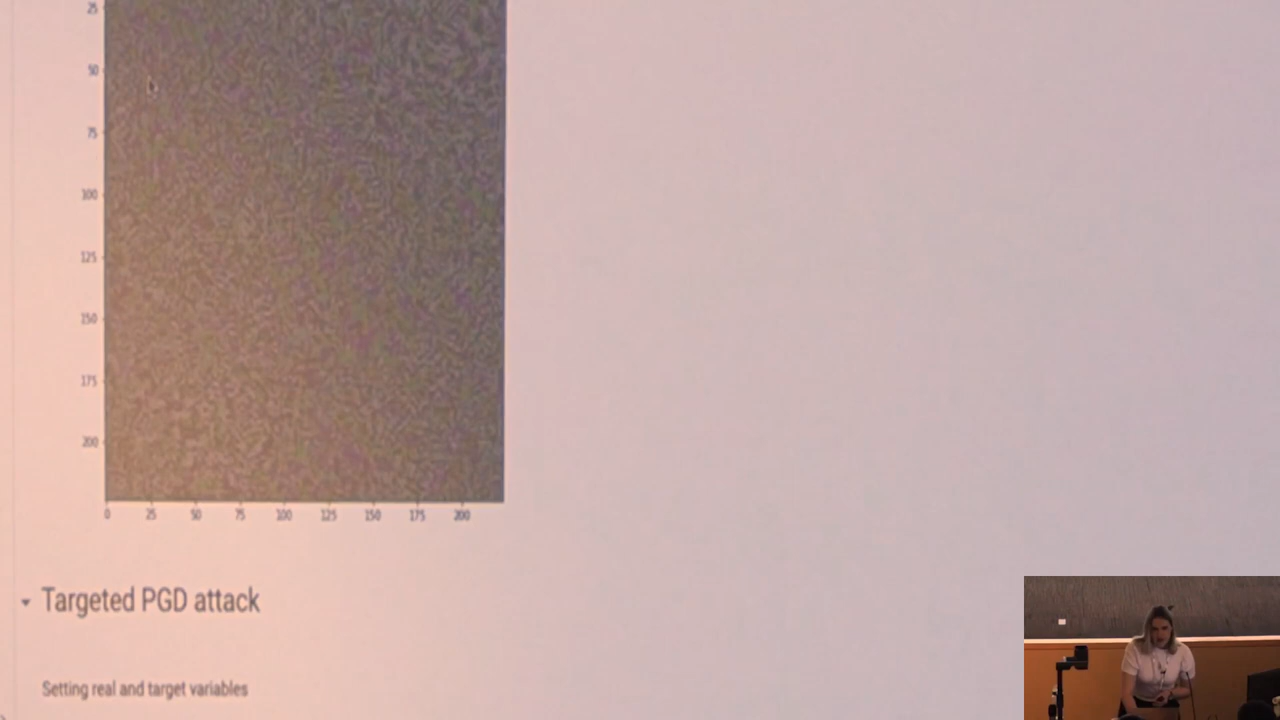 25
50
75
100
125
150
175
200
0 25 50 75 100 125 150 175 200
Targeted PGD attack
Setting real and target variables